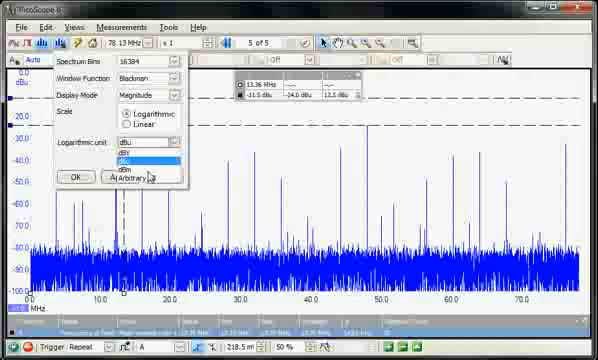 PicoScope 6
File Edit Views Measurements Tools Help
78.13 MHz x 1 5 of 5
Auto
Spectrum Bins 16384
Window Function Blackman
Display Mode Magnitude
Scale Logarithmic
Linear
Logarithmic unit dBu
dBV
dBu
dBm
Arbitrary
OK
13.36 MHz --.-- --.--
-11.5 dBu -24.0 dBu 12.5 dBu
0.0
dBu
-20.0
-30.0
-40.0
-50.0
-60.0
-70.0
-80.0
-90.0
-100.0
0.0 10.0 20.0 30.0 40.0 50.0 60.0 70.0
MHz
Trigger Repeat A 218.5 mV 50 %